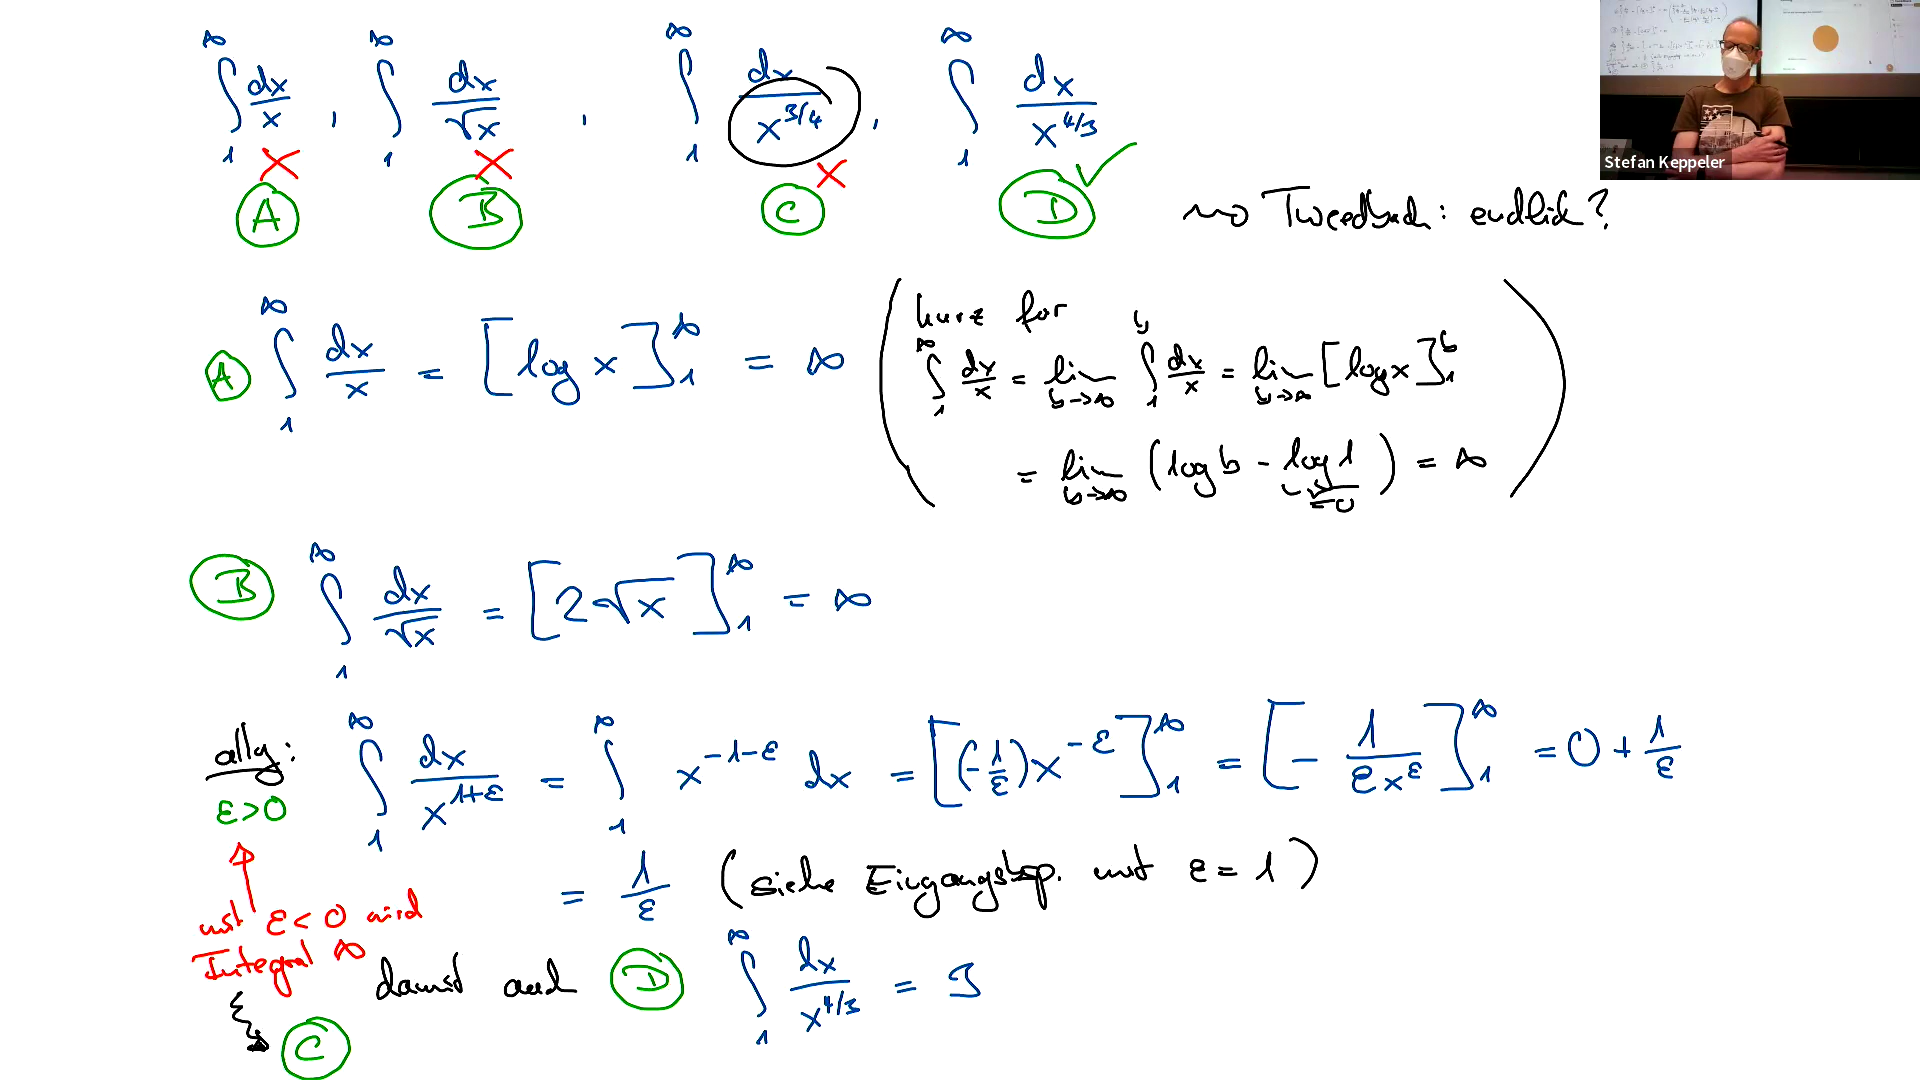 ∫₁^∞ dx/x , ∫₁^∞ dx/√x , ∫₁^∞ dx/x^{3/4} , ∫₁^∞ dx/x^{4/3}
A B C D
⇝ Tweedback: endlich?
Stefan Keppeler
A ∫₁^∞ dx/x = [log x]₁^∞ = ∞
( kurz for
∫₁^∞ dx/x = lim_{b→∞} ∫₁^b dx/x = lim_{b→∞} [log x]₁^b
= lim_{b→∞} (log b - log 1) = ∞ )
=0
B ∫₁^∞ dx/√x = [2√x]₁^∞ = ∞
allg: ∫₁^∞ dx/x^{1+ε} = ∫₁^∞ x^{-1-ε} dx = [(-1/ε)x^{-ε}]₁^∞ = [- 1/(εx^ε)]₁^∞ = 0 + 1/ε
ε>0
= 1/ε (siehe Eingangsbsp. mit ε = 1)
mit ε < 0 wird
Integral ∞
C
damit auch D ∫₁^∞ dx/x^{4/3} = 3